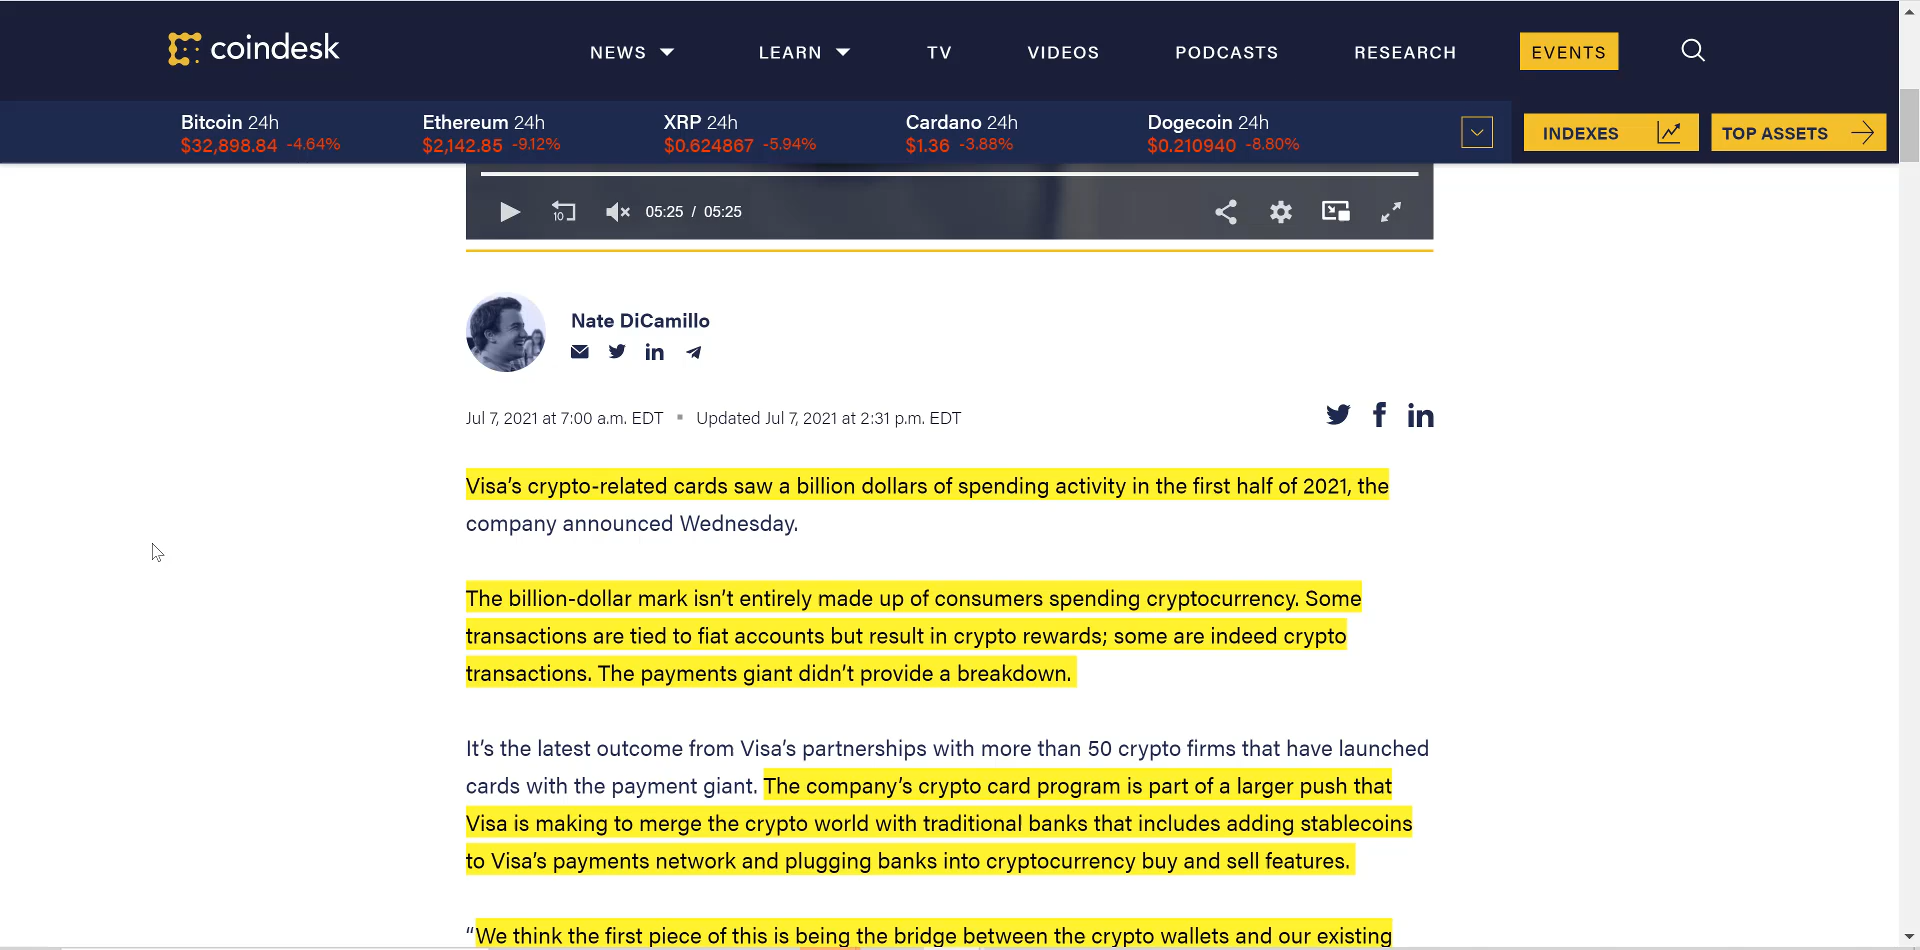 coindesk
NEWS LEARN TV VIDEOS PODCASTS RESEARCH EVENTS
Bitcoin 24h Ethereum 24h XRP 24h Cardano 24h Dogecoin 24h
$32,898.84 -4.64% $2,142.85 -9.12% $0.624867 -5.94% $1.36 -3.88% $0.210940 -8.80%
INDEXES TOP ASSETS
10 05:25 / 05:25
Nate DiCamillo
Jul 7, 2021 at 7:00 a.m. EDT ▪ Updated Jul 7, 2021 at 2:31 p.m. EDT
Visa’s crypto-related cards saw a billion dollars of spending activity in the first half of 2021, the
company announced Wednesday.
The billion-dollar mark isn’t entirely made up of consumers spending cryptocurrency. Some
transactions are tied to fiat accounts but result in crypto rewards; some are indeed crypto
transactions. The payments giant didn’t provide a breakdown.
It’s the latest outcome from Visa’s partnerships with more than 50 crypto firms that have launched
cards with the payment giant. The company’s crypto card program is part of a larger push that
Visa is making to merge the crypto world with traditional banks that includes adding stablecoins
to Visa’s payments network and plugging banks into cryptocurrency buy and sell features.
“We think the first piece of this is being the bridge between the crypto wallets and our existing